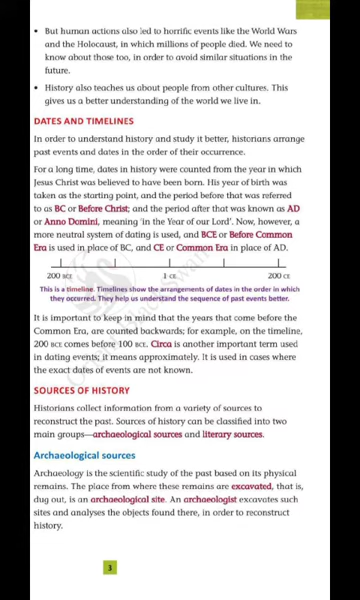 • But human actions also led to horrific events like the World Wars
and the Holocaust, in which millions of people died. We need to
know about those too, in order to avoid similar situations in the
future.
• History also teaches us about people from other cultures. This
gives us a better understanding of the world we live in.
DATES AND TIMELINES
In order to understand history and study it better, historians arrange
past events and dates in the order of their occurrence.
For a long time, dates in history were counted from the year in which
Jesus Christ was believed to have been born. His year of birth was
taken as the starting point, and the period before that was referred
to as BC or Before Christ; and the period after that was known as AD
or Anno Domini, meaning 'in the Year of our Lord'. Now, however, a
more neutral system of dating is used, and BCE or Before Common
Era is used in place of BC, and CE or Common Era in place of AD.
200 BCE 1 CE 200 CE
This is a timeline. Timelines show the arrangements of dates in the order in which
they occurred. They help us understand the sequence of past events better.
It is important to keep in mind that the years that come before the
Common Era, are counted backwards; for example, on the timeline,
200 BCE comes before 100 BCE. Circa is another important term used
in dating events; it means approximately. It is used in cases where
the exact dates of events are not known.
SOURCES OF HISTORY
Historians collect information from a variety of sources to
reconstruct the past. Sources of history can be classified into two
main groups—archaeological sources and literary sources.
Archaeological sources
Archaeology is the scientific study of the past based on its physical
remains. The place from where these remains are excavated, that is,
dug out, is an archaeological site. An archaeologist excavates such
sites and analyses the objects found there, in order to reconstruct
history.
3